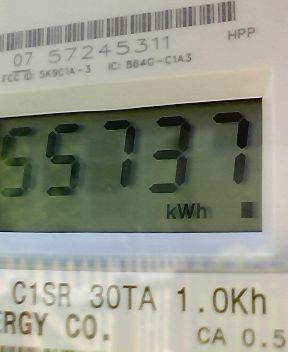 07 57245311
HPP
FCC ID: SK9C1A-3 IC: 864G-C1A3
55737
kWh
C1SR 30TA 1.0Kh
ERGY CO.
CA 0.5